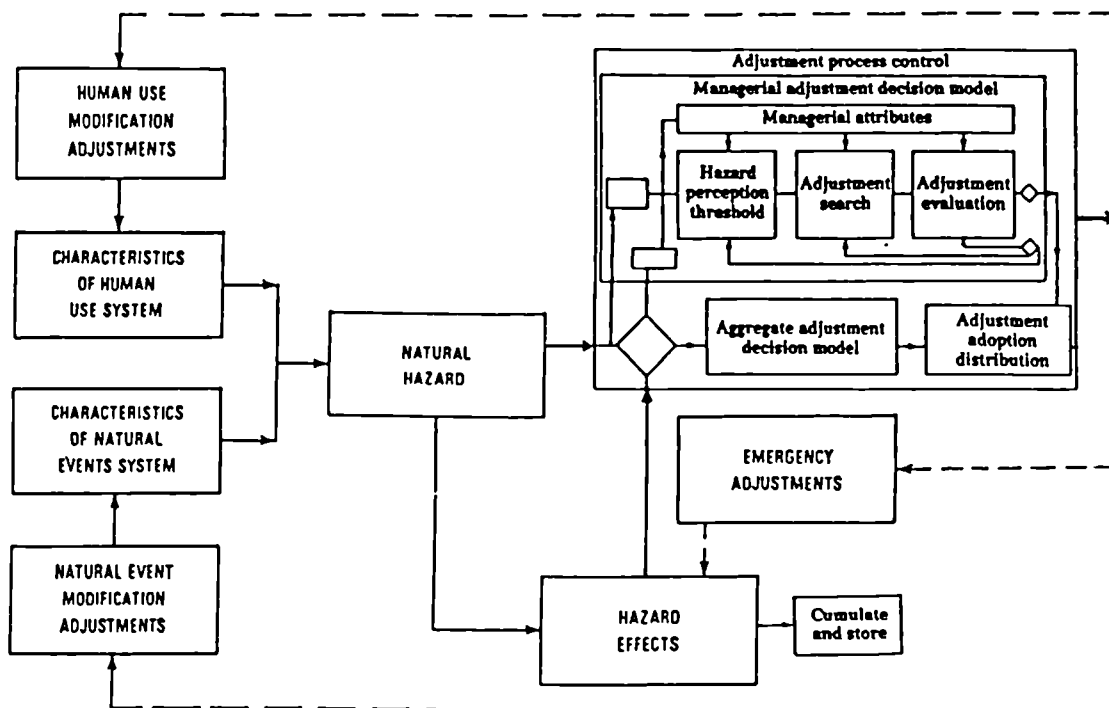 Adjustment process control
Managerial adjustment decision model
Managerial attributes
Hazard
perception
threshold
Adjustment
search
Adjustment
evaluation
HUMAN USE
MODIFICATION
ADJUSTMENTS
CHARACTERISTICS
OF HUMAN
USE SYSTEM
NATURAL
HAZARD
Aggregate adjustment
decision model
Adjustment
adoption
distribution
CHARACTERISTICS
OF NATURAL
EVENTS SYSTEM
EMERGENCY
ADJUSTMENTS
NATURAL EVENT
MODIFICATION
ADJUSTMENTS
HAZARD
EFFECTS
Cumulate
and store